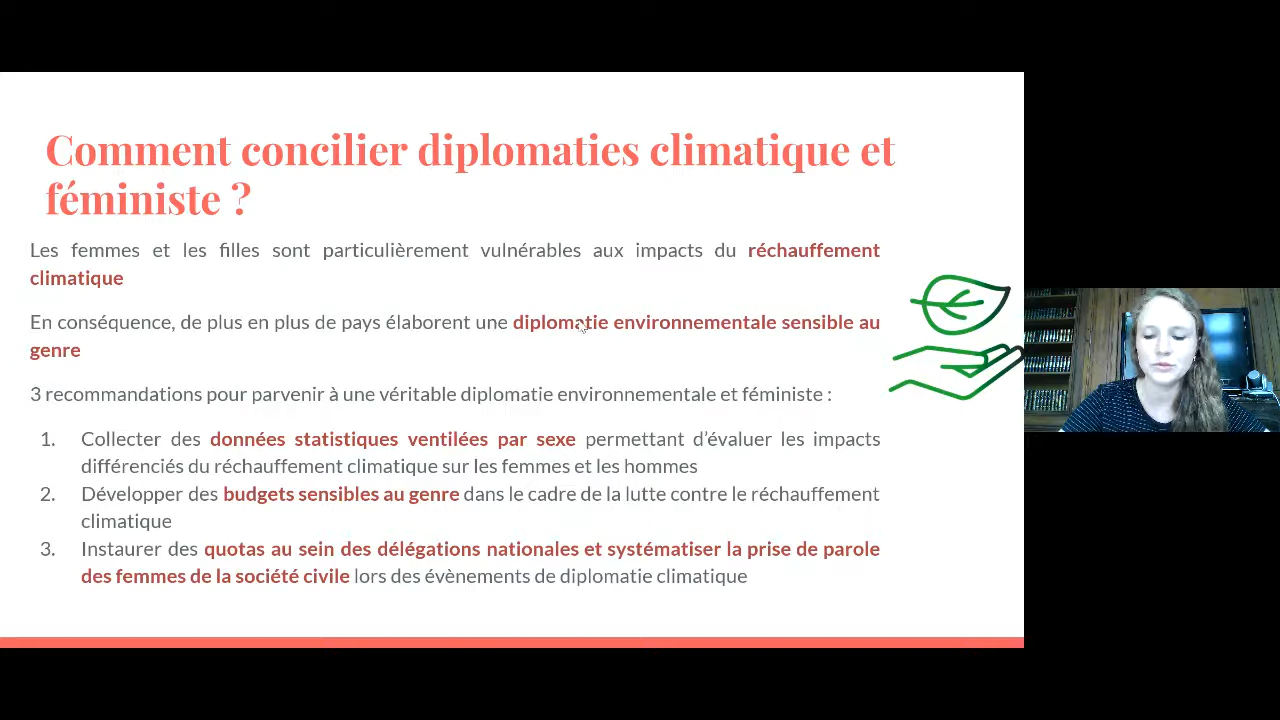 Comment concilier diplomaties climatique et
féministe ?
Les femmes et les filles sont particulièrement vulnérables aux impacts du réchauffement
climatique
En conséquence, de plus en plus de pays élaborent une diplomatie environnementale sensible au
genre
3 recommandations pour parvenir à une véritable diplomatie environnementale et féministe :
1. Collecter des données statistiques ventilées par sexe permettant d’évaluer les impacts
différenciés du réchauffement climatique sur les femmes et les hommes
2. Développer des budgets sensibles au genre dans le cadre de la lutte contre le réchauffement
climatique
3. Instaurer des quotas au sein des délégations nationales et systématiser la prise de parole
des femmes de la société civile lors des évènements de diplomatie climatique